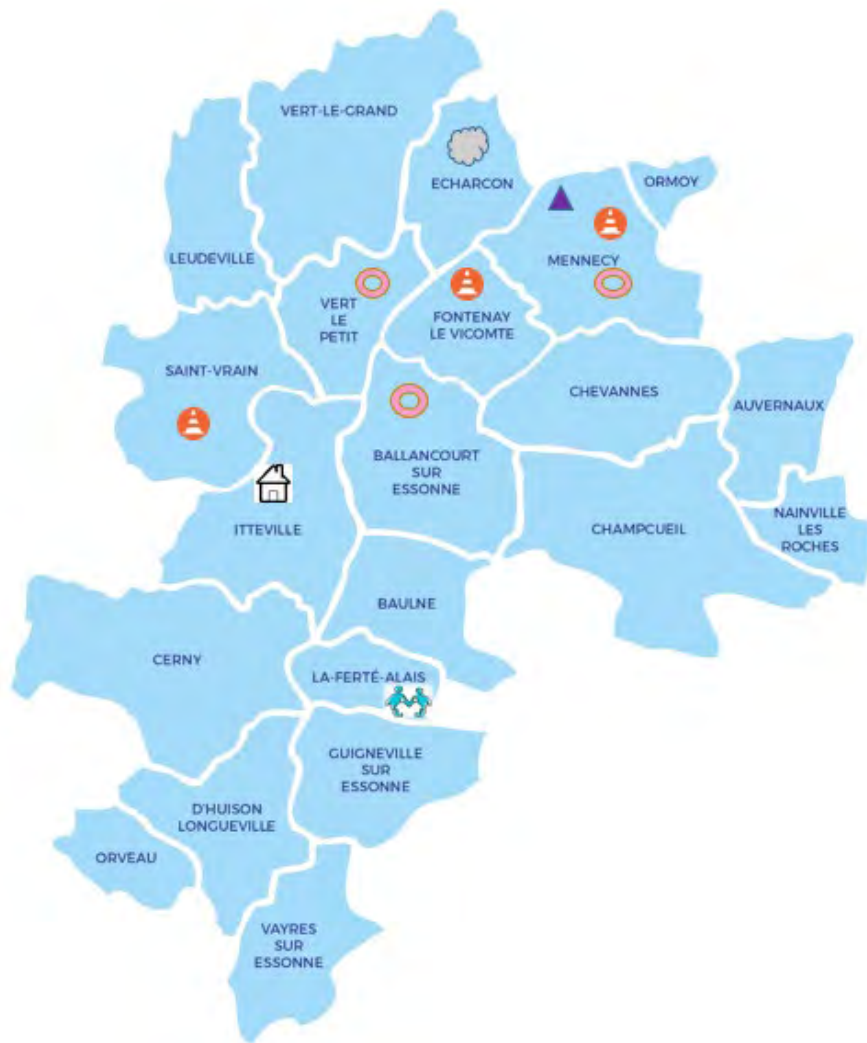 VERT-LE-GRAND
ECHARCON
ORMOY
LEUDEVILLE
MENNECY
VERT
LE
PETIT
FONTENAY
LE VICOMTE
SAINT-VRAIN
CHEVANNES
AUVERNAUX
BALLANCOURT
SUR
ESSONNE
ITTEVILLE
CHAMPCUEIL
NAINVILLE
LES
ROCHES
BAULNE
CERNY
LA-FERTÉ-ALAIS
GUIGNEVILLE
SUR
ESSONNE
D'HUISON
LONGUEVILLE
ORVEAU
VAYRES
SUR
ESSONNE